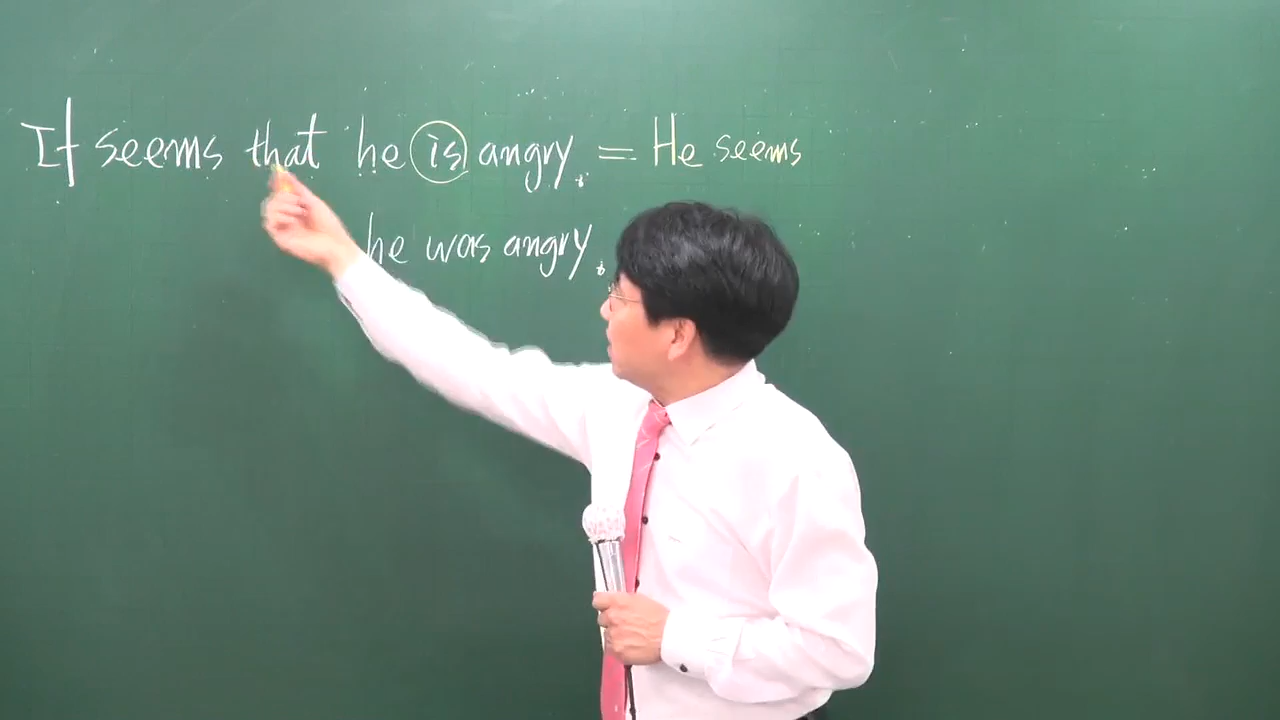 It seems that he is angry. = He seems
he was angry.